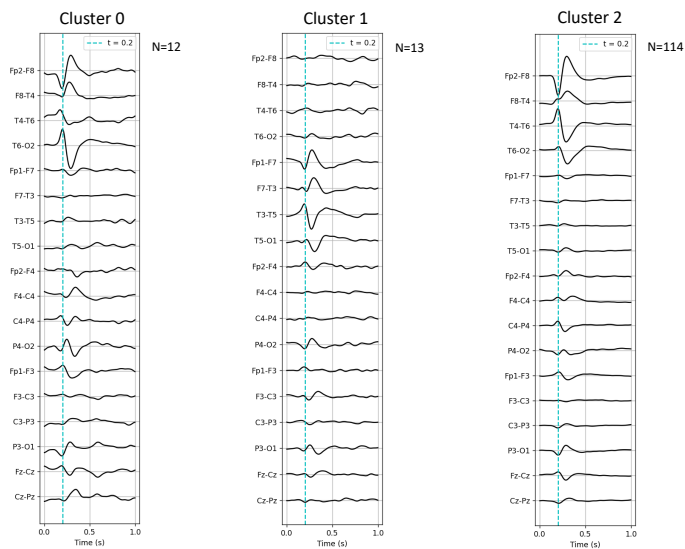 Cluster 0
t = 0.2
N=12
Fp2-F8
F8-T4
T4-T6
T6-O2
Fp1-F7
F7-T3
T3-T5
T5-O1
Fp2-F4
F4-C4
C4-P4
P4-O2
Fp1-F3
F3-C3
C3-P3
P3-O1
Fz-Cz
Cz-Pz
0.0 0.5 1.0
Time (s)
Cluster 1
t = 0.2
N=13
Fp2-F8
F8-T4
T4-T6
T6-O2
Fp1-F7
F7-T3
T3-T5
T5-O1
Fp2-F4
F4-C4
C4-P4
P4-O2
Fp1-F3
F3-C3
C3-P3
P3-O1
Fz-Cz
Cz-Pz
0.0 0.5 1.0
Time (s)
Cluster 2
t = 0.2
N=114
Fp2-F8
F8-T4
T4-T6
T6-O2
Fp1-F7
F7-T3
T3-T5
T5-O1
Fp2-F4
F4-C4
C4-P4
P4-O2
Fp1-F3
F3-C3
C3-P3
P3-O1
Fz-Cz
Cz-Pz
0.0 0.5 1.0
Time (s)